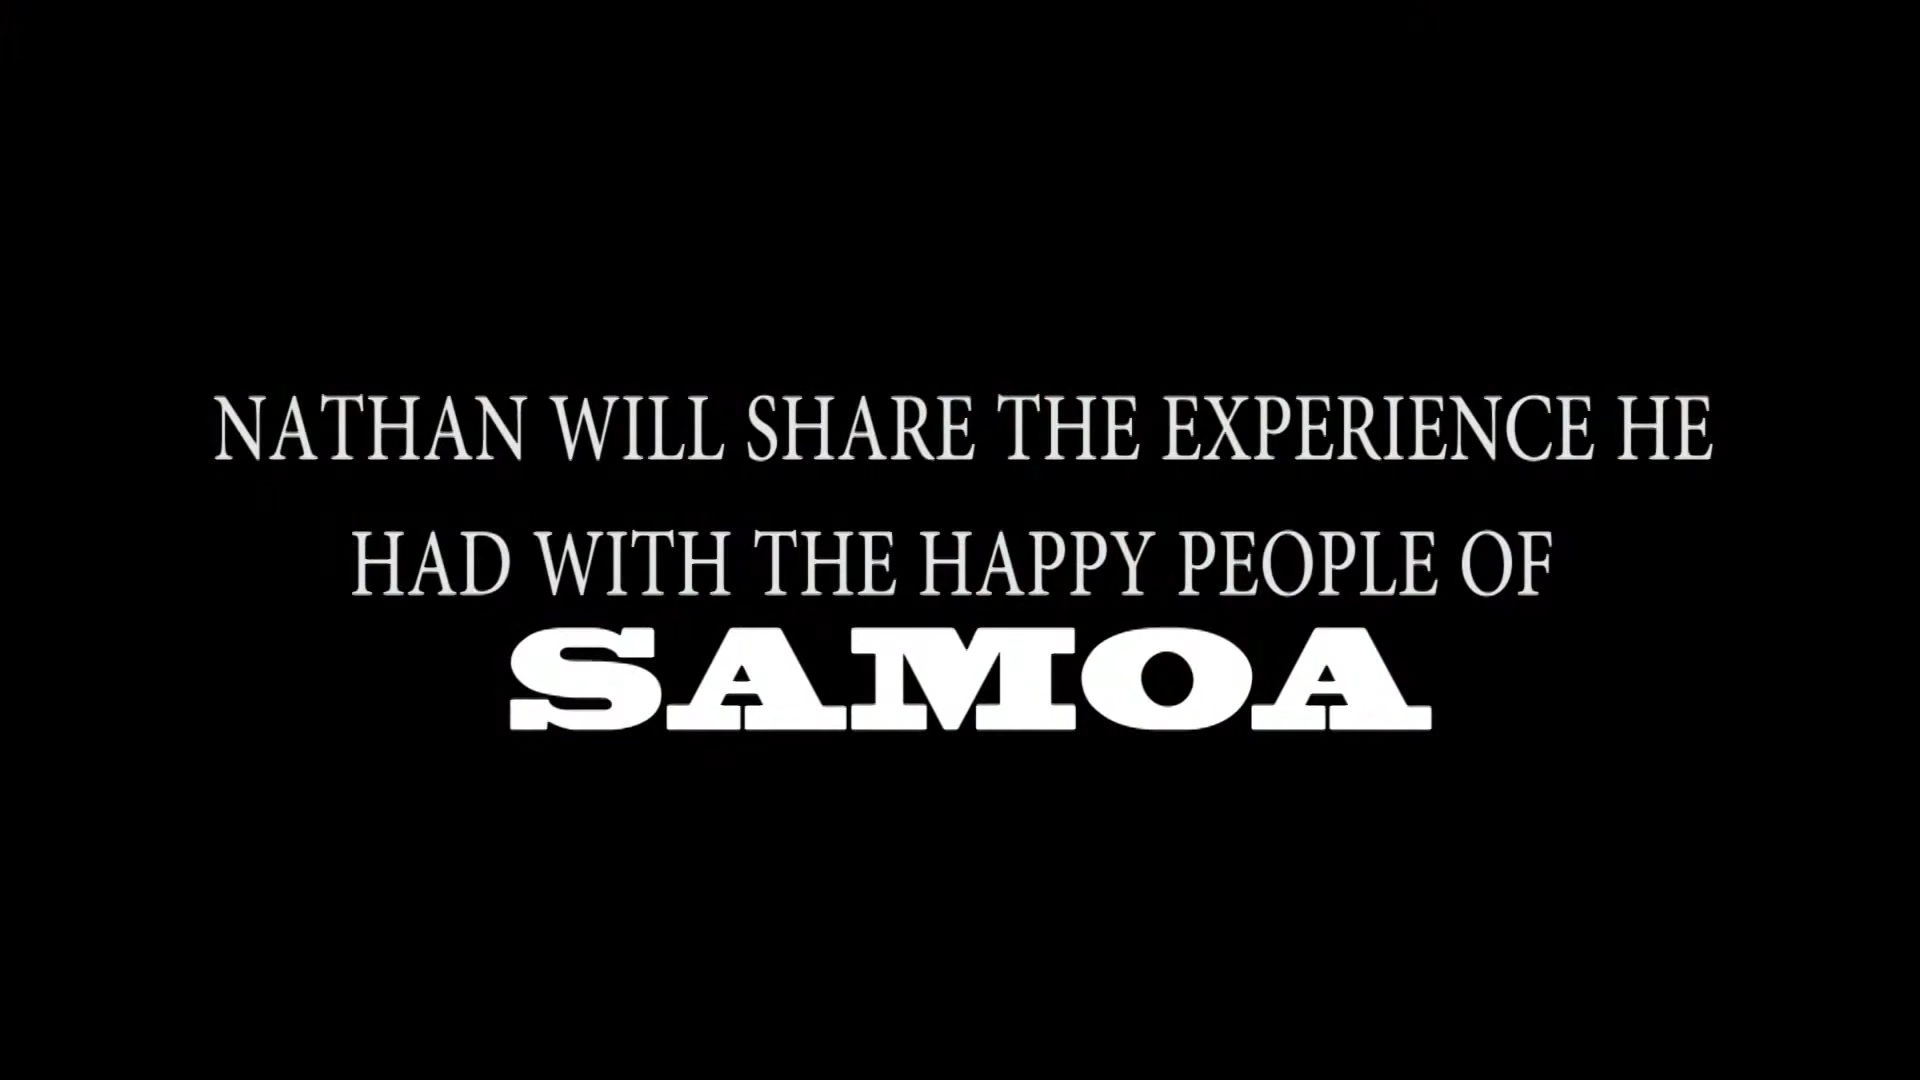 NATHAN WILL SHARE THE EXPERIENCE HE
HAD WITH THE HAPPY PEOPLE OF
SAMOA